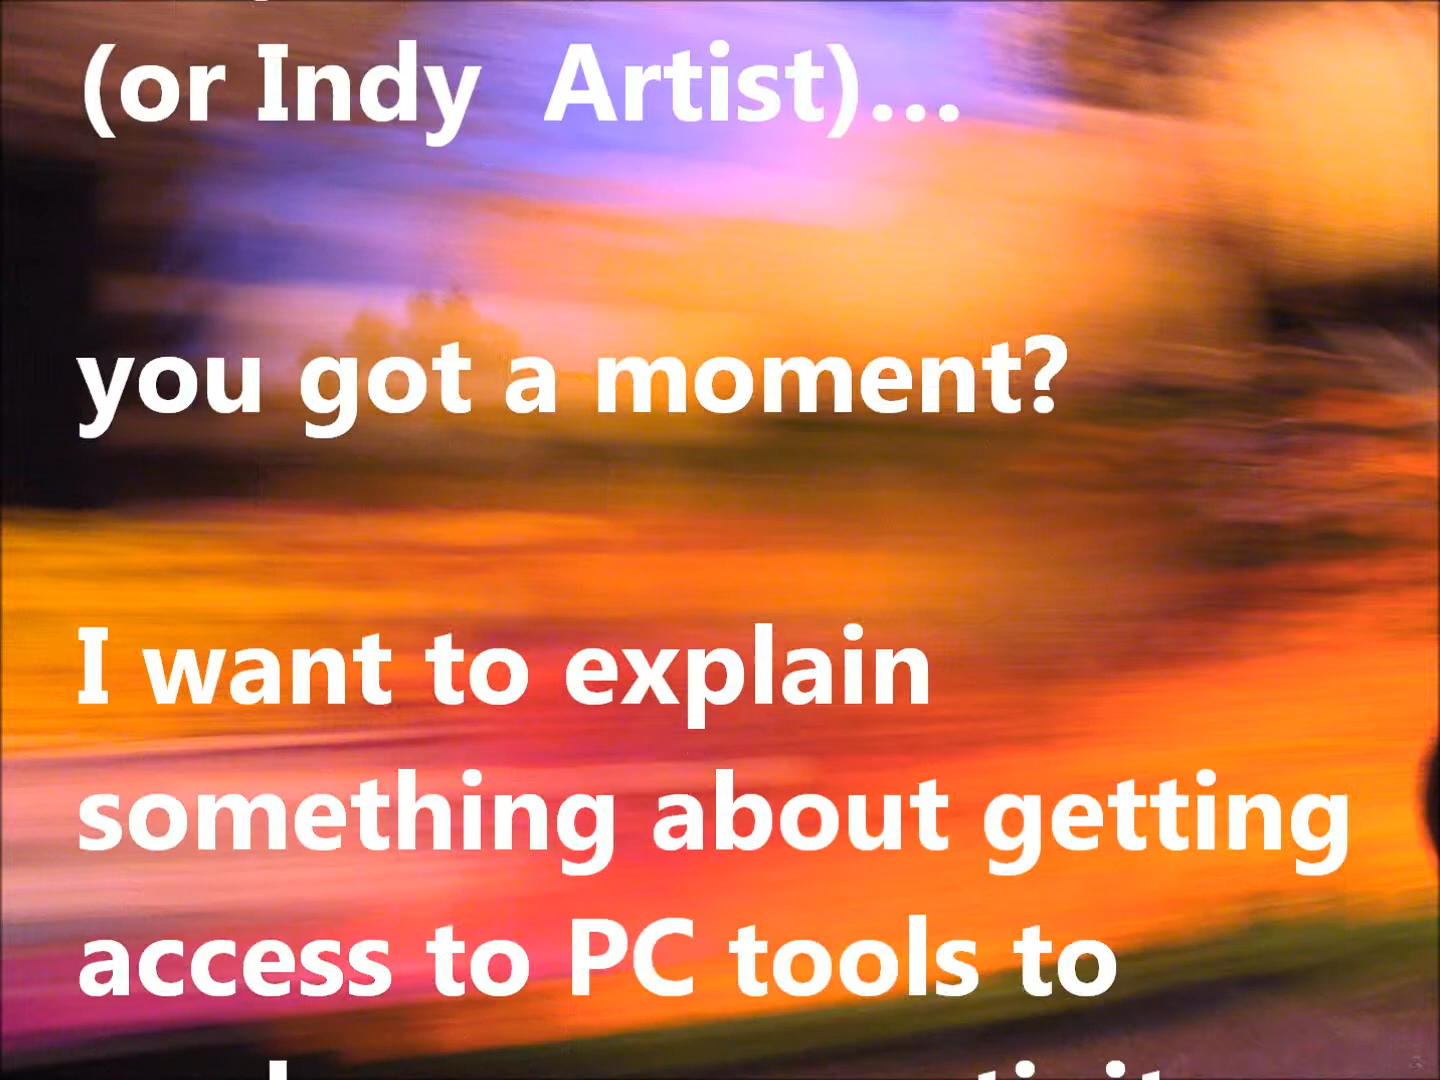 (or Indy  Artist)...
you got a moment?
I want to explain
something about getting
access to PC tools to